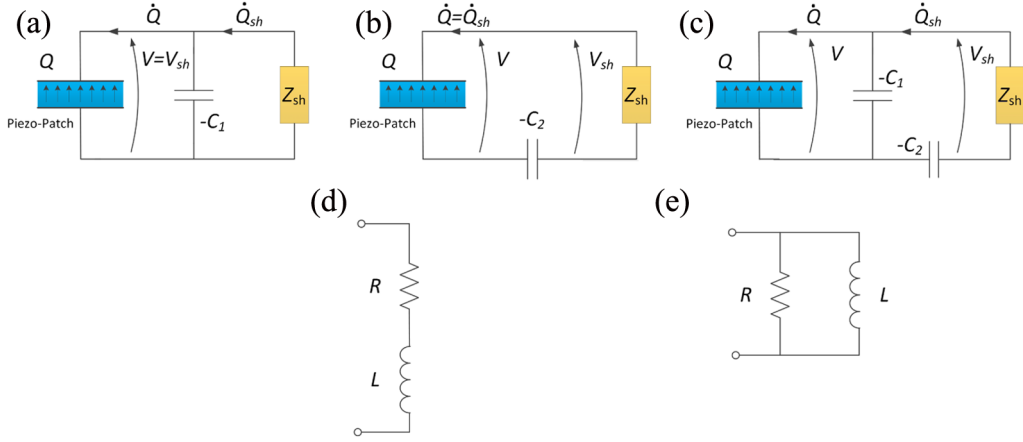 (a)
Q̇
Q̇sh
Q
V=Vsh
Zsh
Piezo-Patch
-C1
(b)
Q̇=Q̇sh
Q
V
Vsh
Zsh
Piezo-Patch
-C2
(c)
Q̇
Q̇sh
Q
V
-C1
Vsh
Zsh
Piezo-Patch
-C2
(d)
R
L
(e)
R
L